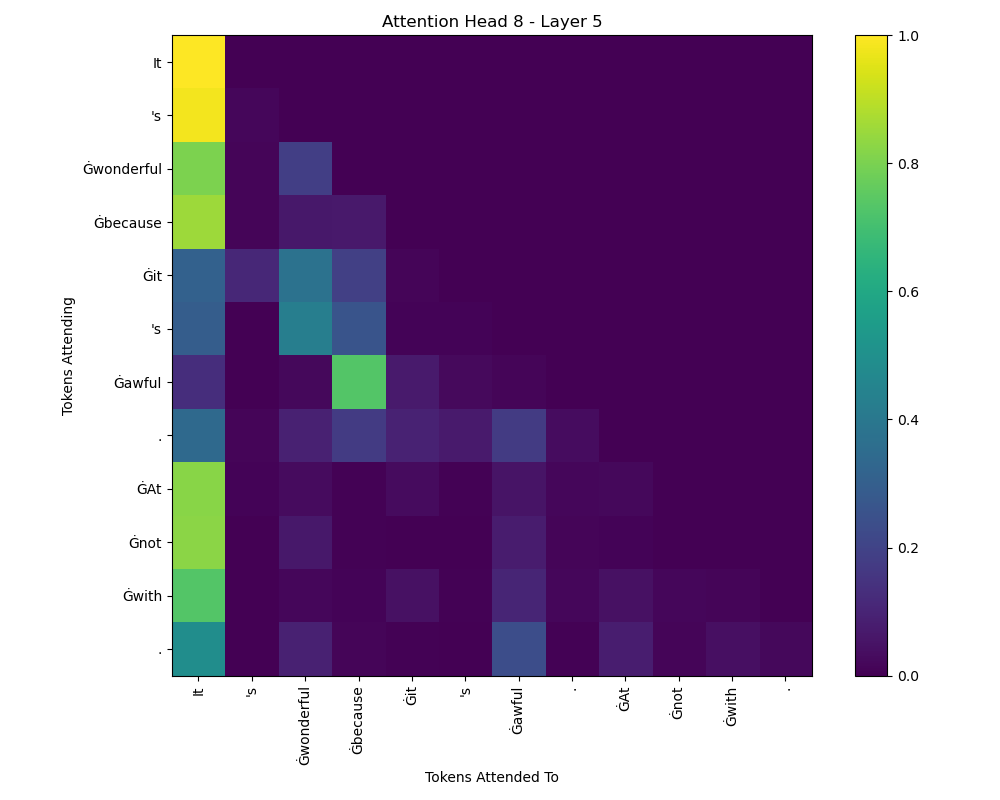 Attention Head 8 - Layer 5
It
's
Ġwonderful
Ġbecause
Ġit
's
Ġawful
.
ĠAt
Ġnot
Ġwith
.
Tokens Attending
It
's
Ġwonderful
Ġbecause
Ġit
's
Ġawful
.
ĠAt
Ġnot
Ġwith
.
Tokens Attended To
1.0
0.8
0.6
0.4
0.2
0.0